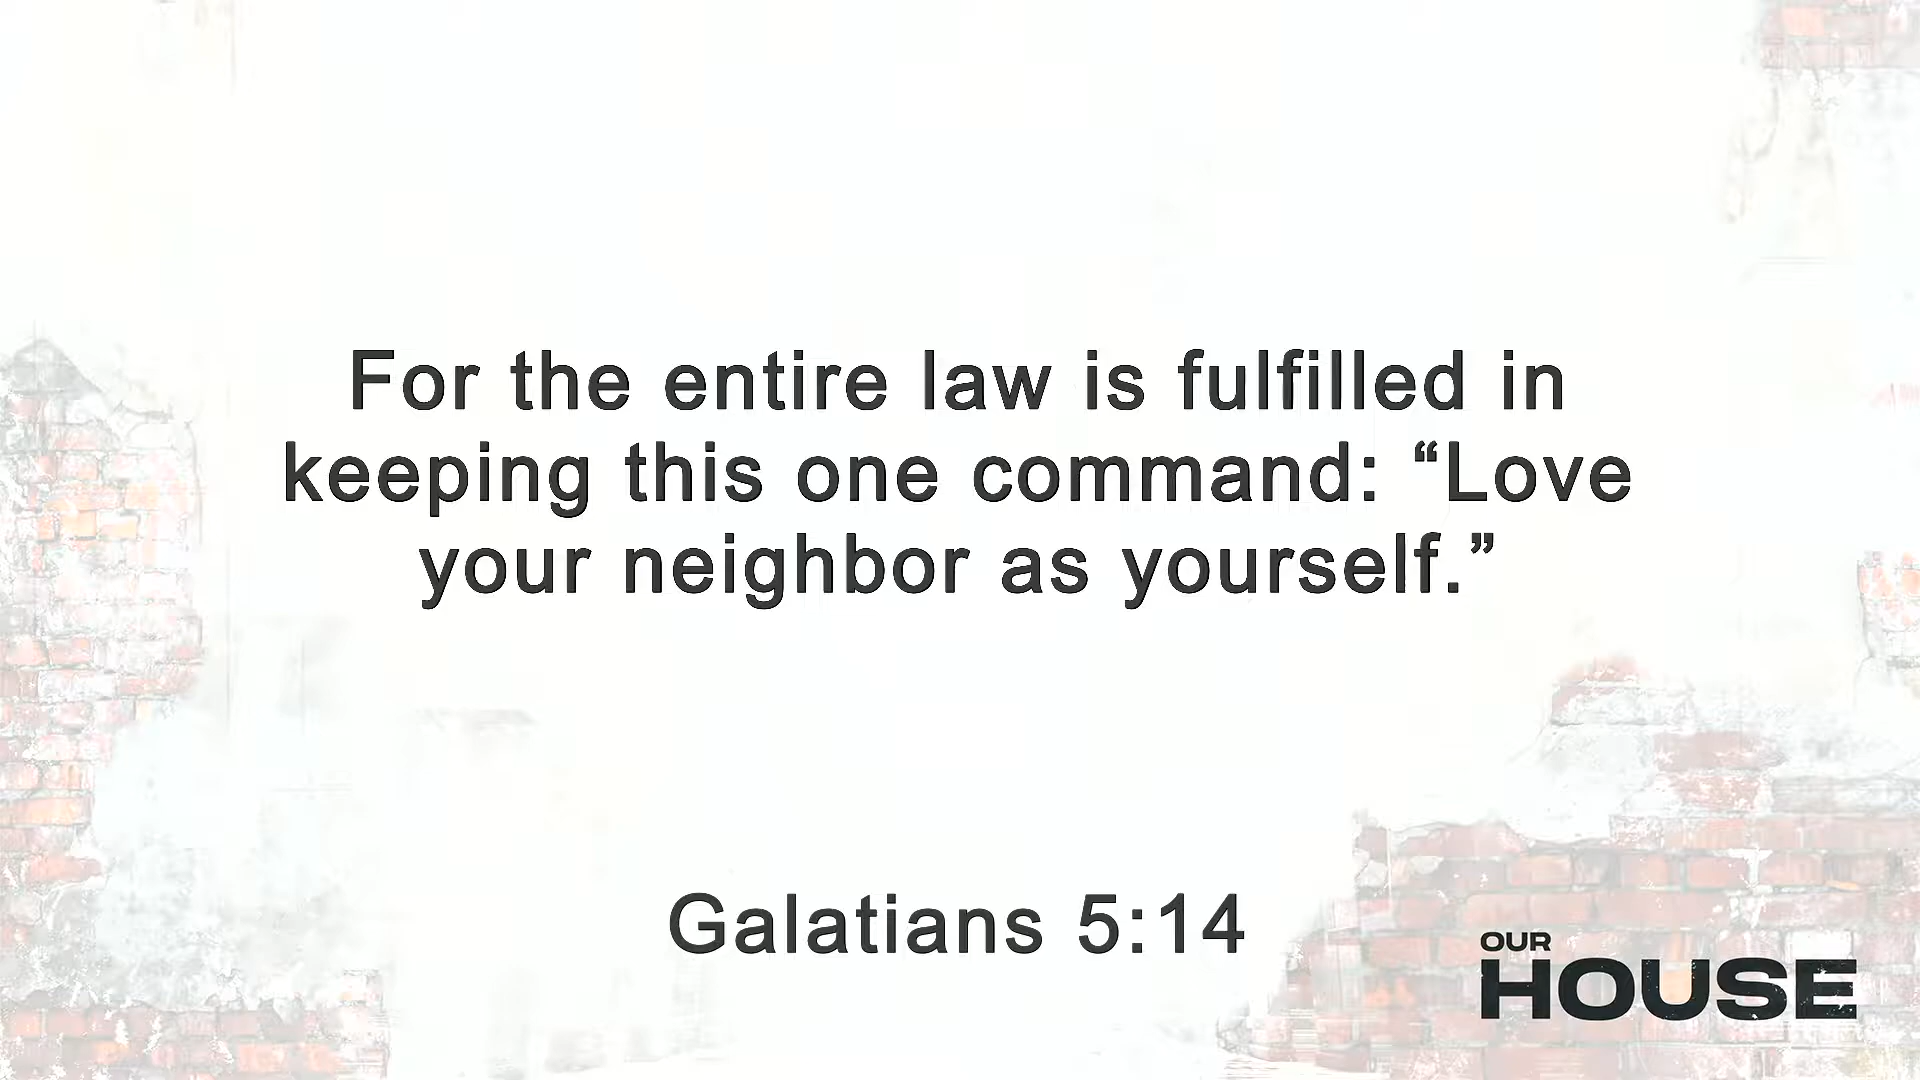 For the entire law is fulfilled in
keeping this one command: “Love
your neighbor as yourself.”
Galatians 5:14
OUR
HOUSE